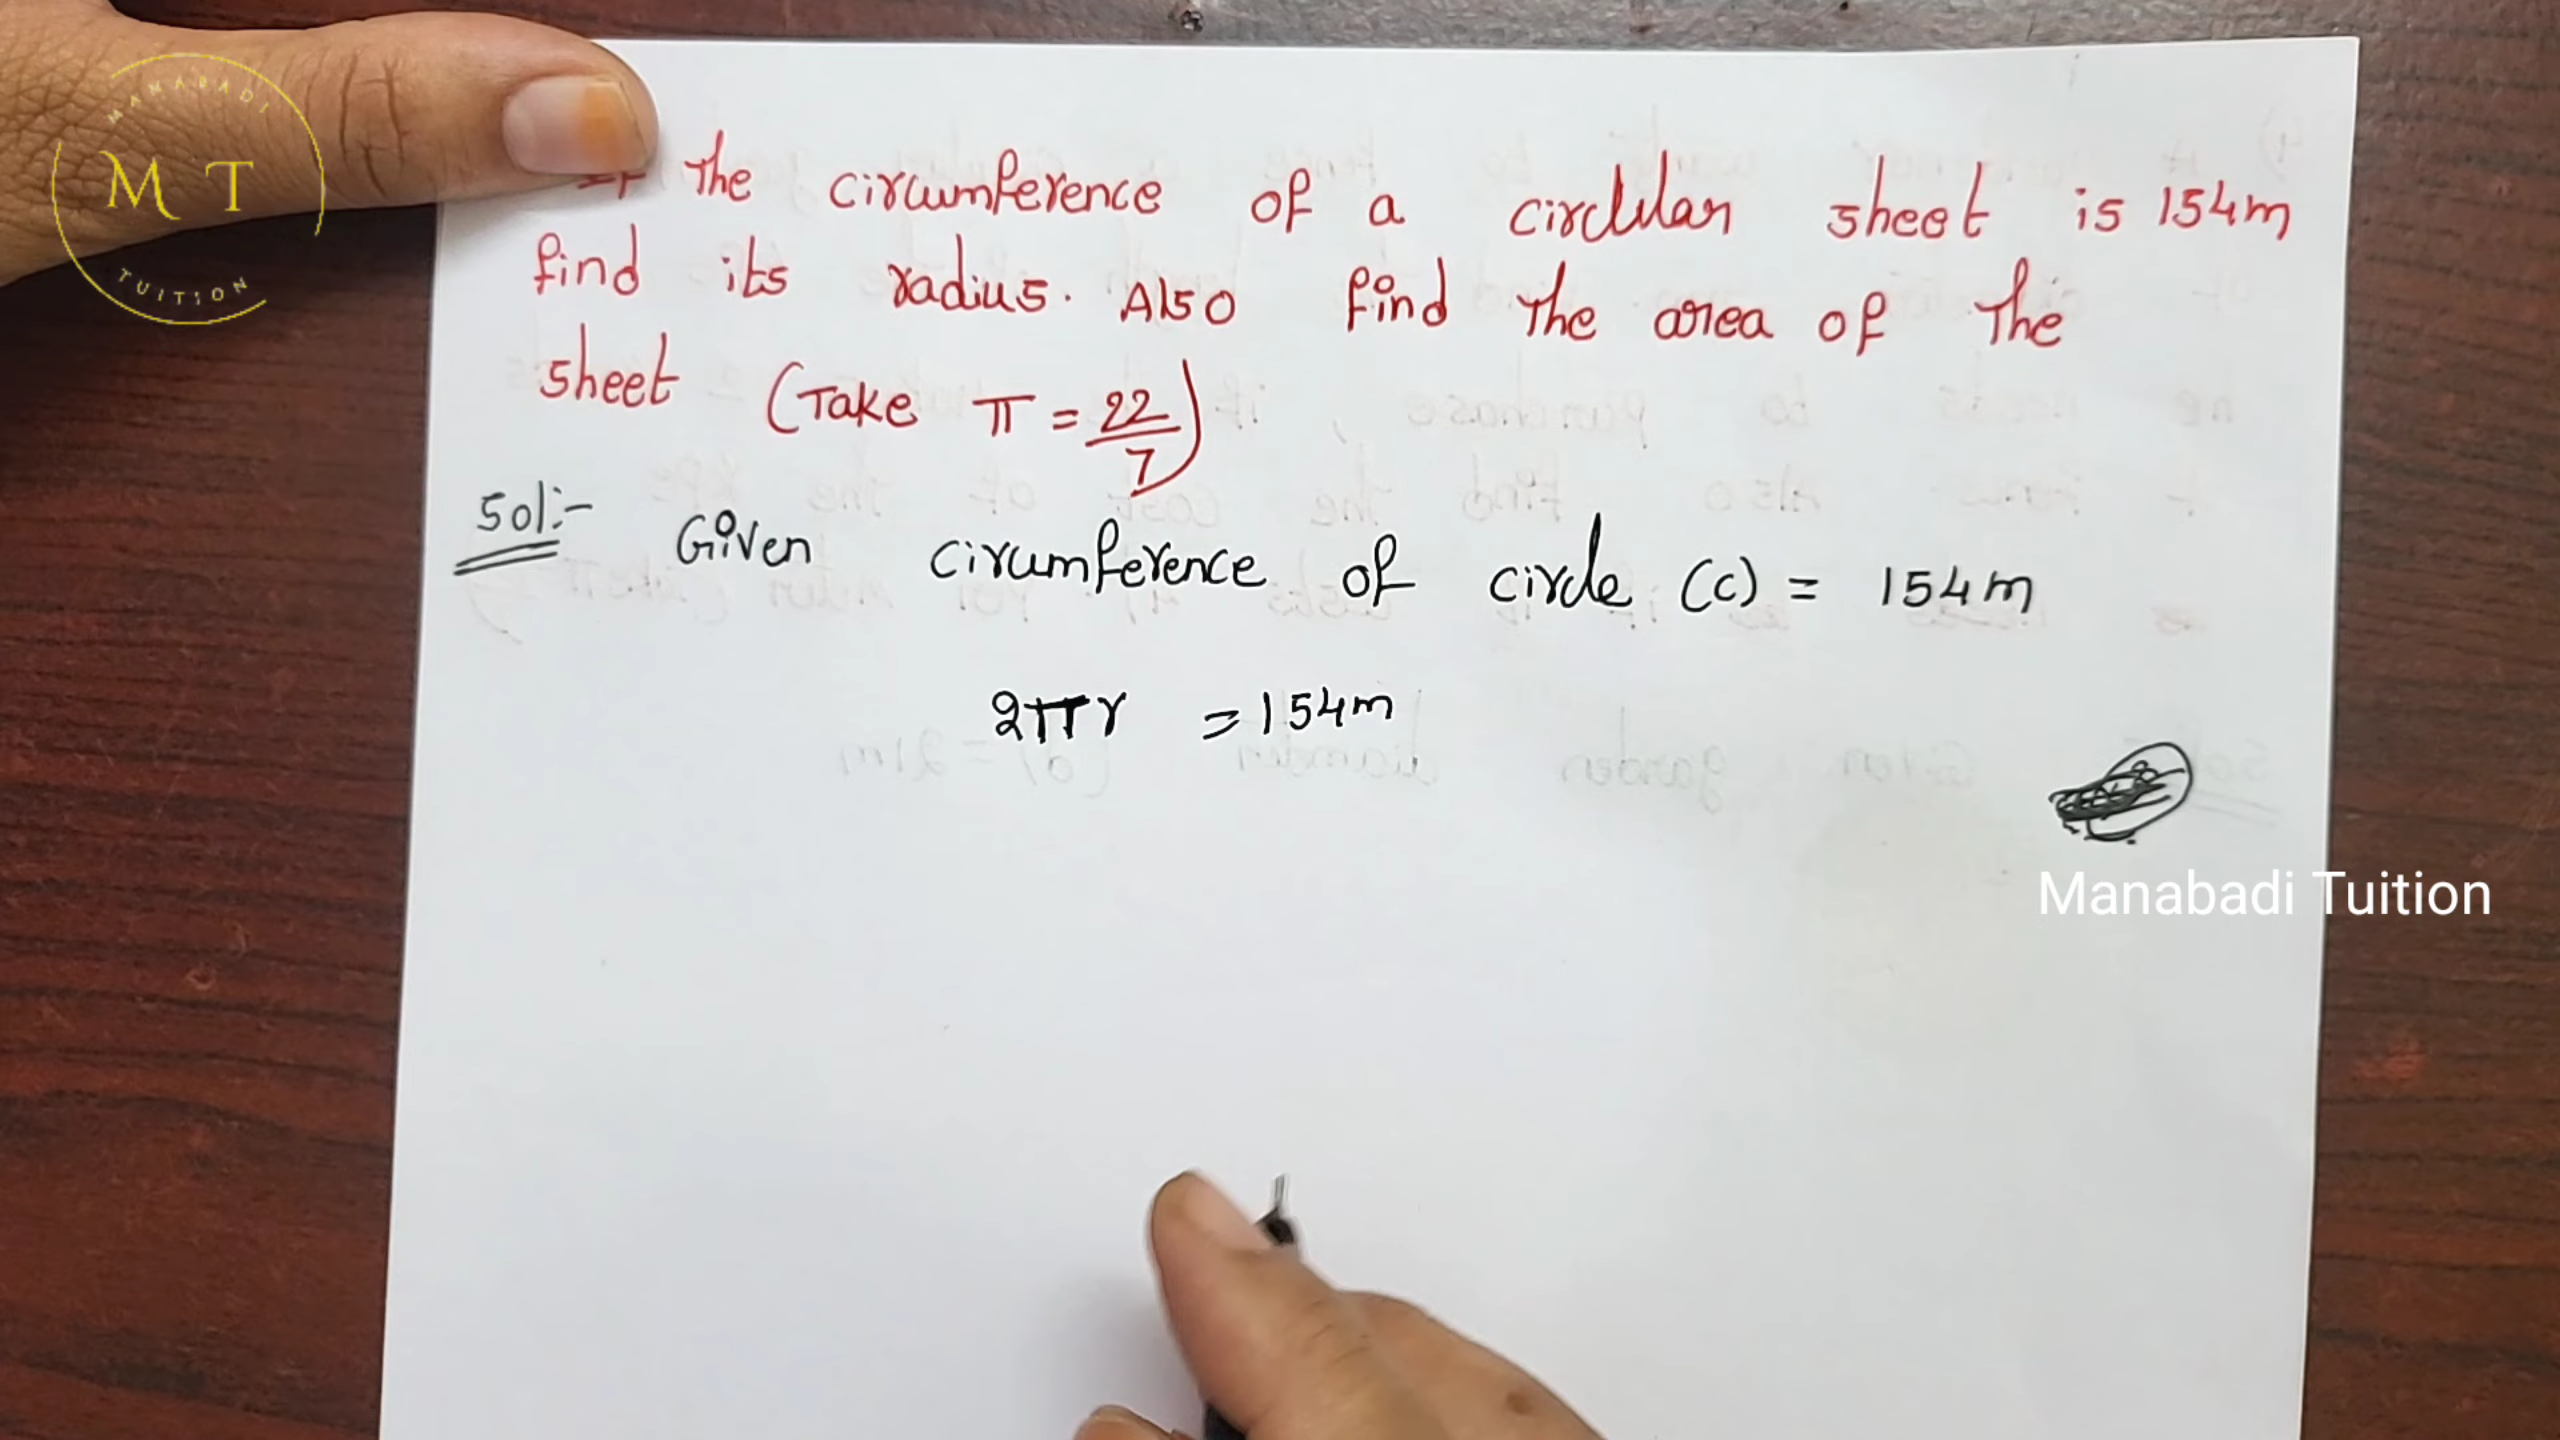 MANABADI
M T
TUITION
If the circumference of a circular sheet is 154m
find its radius. Also find the area of the
sheet (Take π = 22/7)
Sol:- Given circumference of circle (c) = 154m
2πr = 154m
Manabadi Tuition